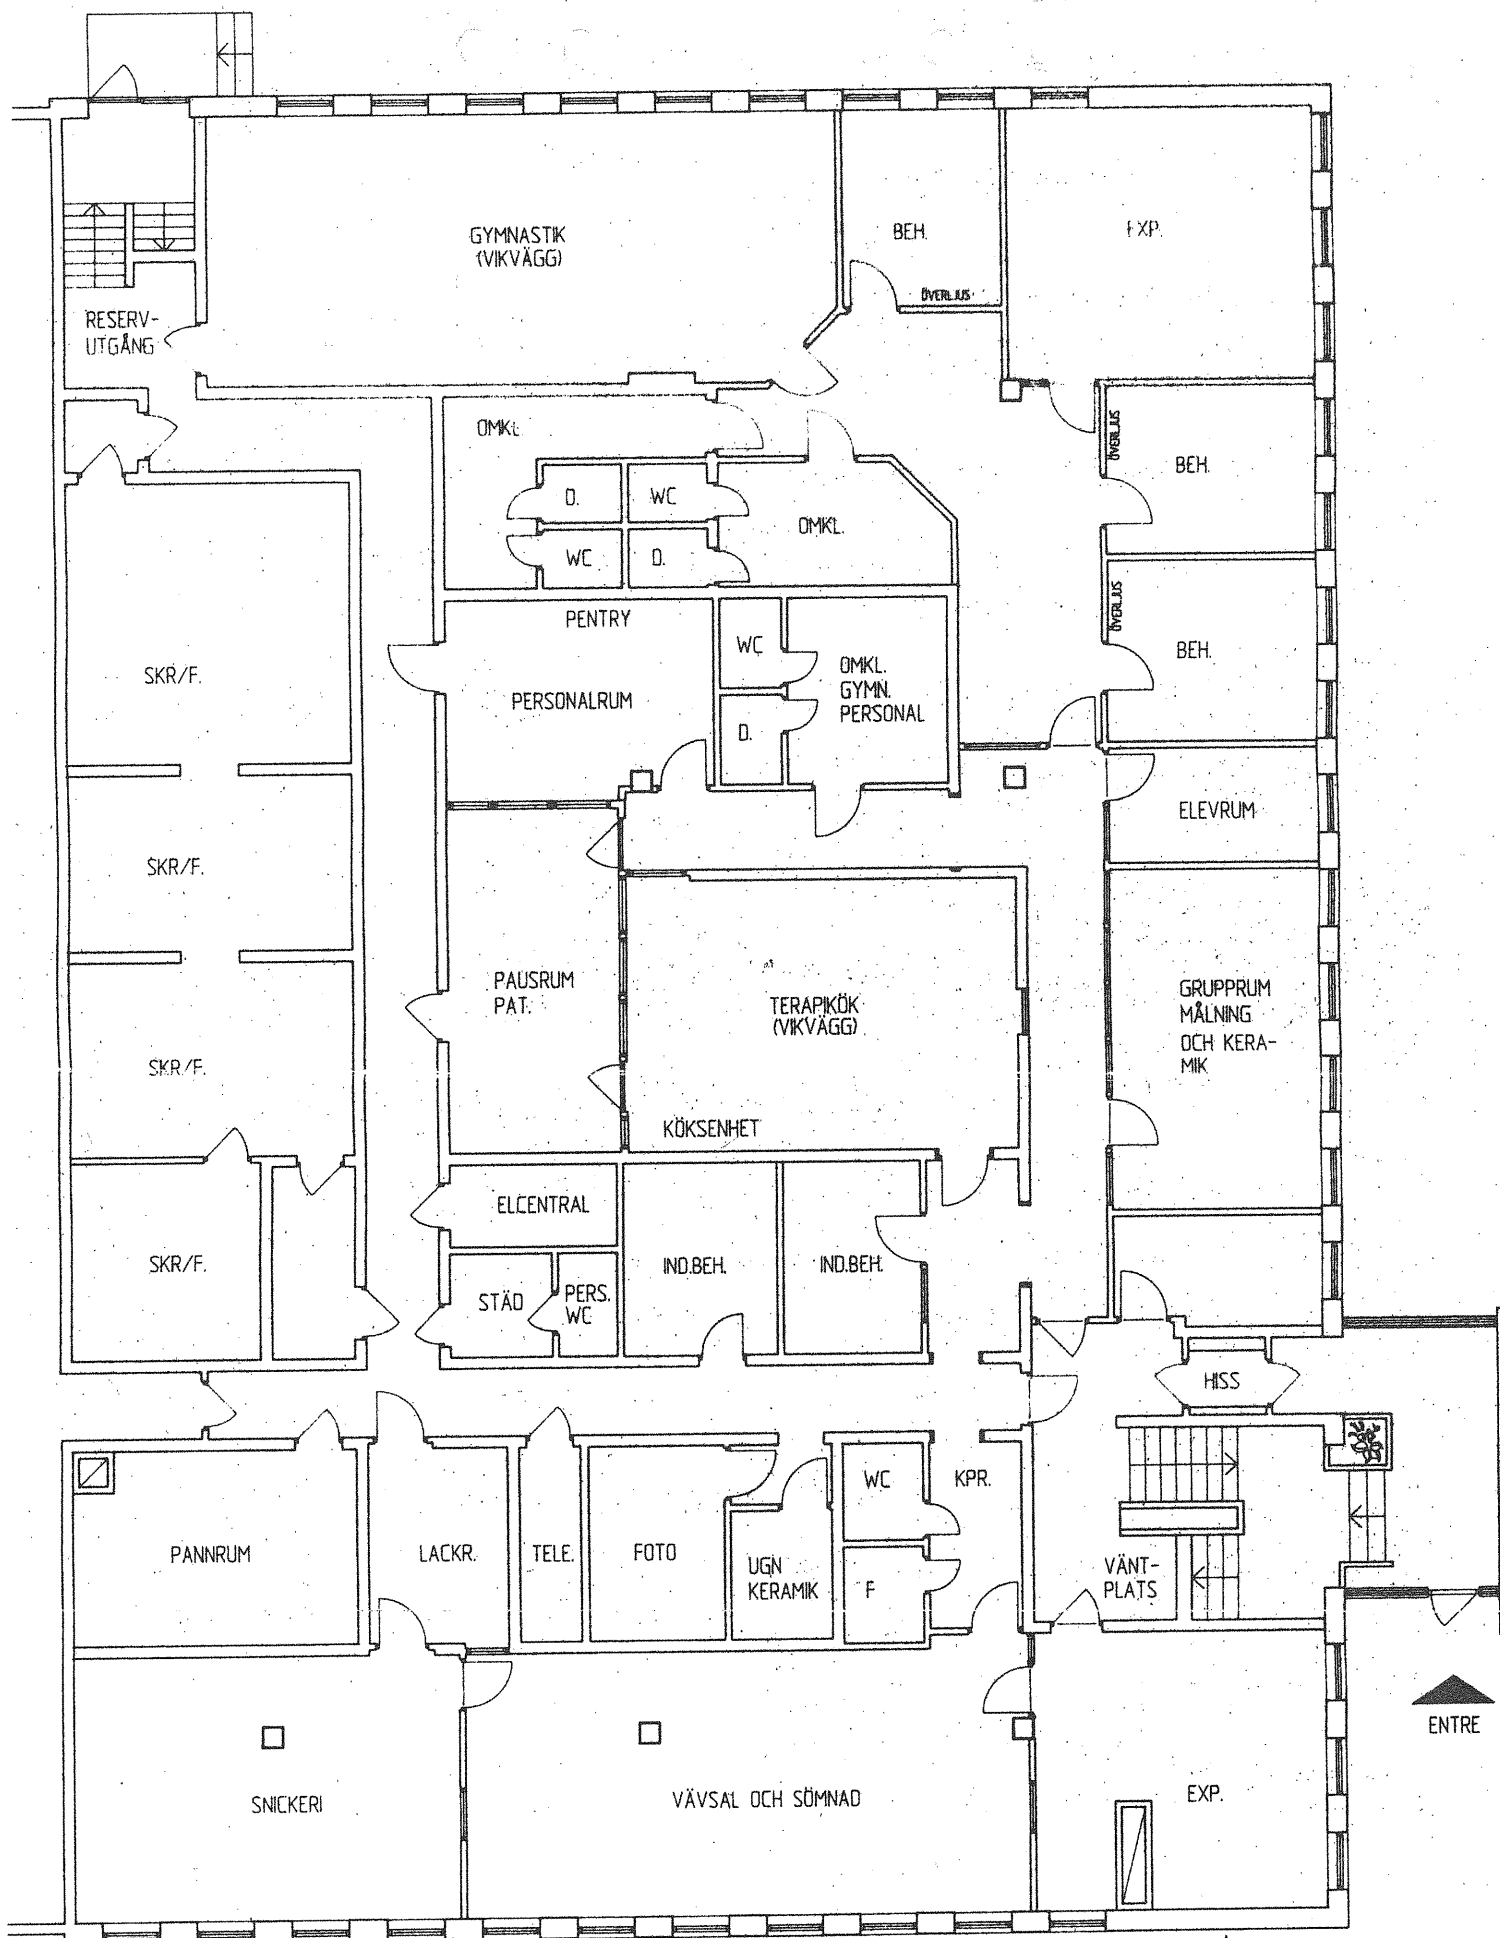 GYMNASTIK
(VIKVÄGG)
BEH.
EXP.
ÖVERLJUS
RESERV-
UTGÅNG
OMKL.
ÖVERLJUS
BEH.
D.
WC
OMKL.
WC
D.
PENTRY
ÖVERLJUS
BEH.
WC
OMKL.
GYMN.
PERSONAL
SKR/F.
PERSONALRUM
D.
ELEVRUM
SKR/F.
PAUSRUM
PAT.
TERAPIKÖK
(VIKVÄGG)
GRUPPRUM
MÅLNING
OCH KERA-
MIK
SKR/F.
KÖKSENHET
ELCENTRAL
SKR/F.
IND.BEH.
IND.BEH.
STÄD
PERS.
WC
HISS
WC
KPR.
PANNRUM
LACKR.
TELE.
FOTO
UGN
KERAMIK
F
VÄNT-
PLATS
ENTRE
SNICKERI
VÄVSAL OCH SÖMNAD
EXP.